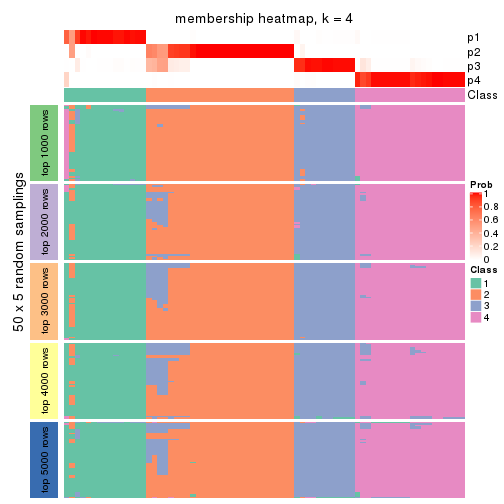 membership heatmap, k = 4
p1
p2
p3
p4
Class
50 x 5 random samplings
top 1000 rows
top 2000 rows
top 3000 rows
top 4000 rows
top 5000 rows
Prob
1
0.8
0.6
0.4
0.2
0
Class
1
2
3
4